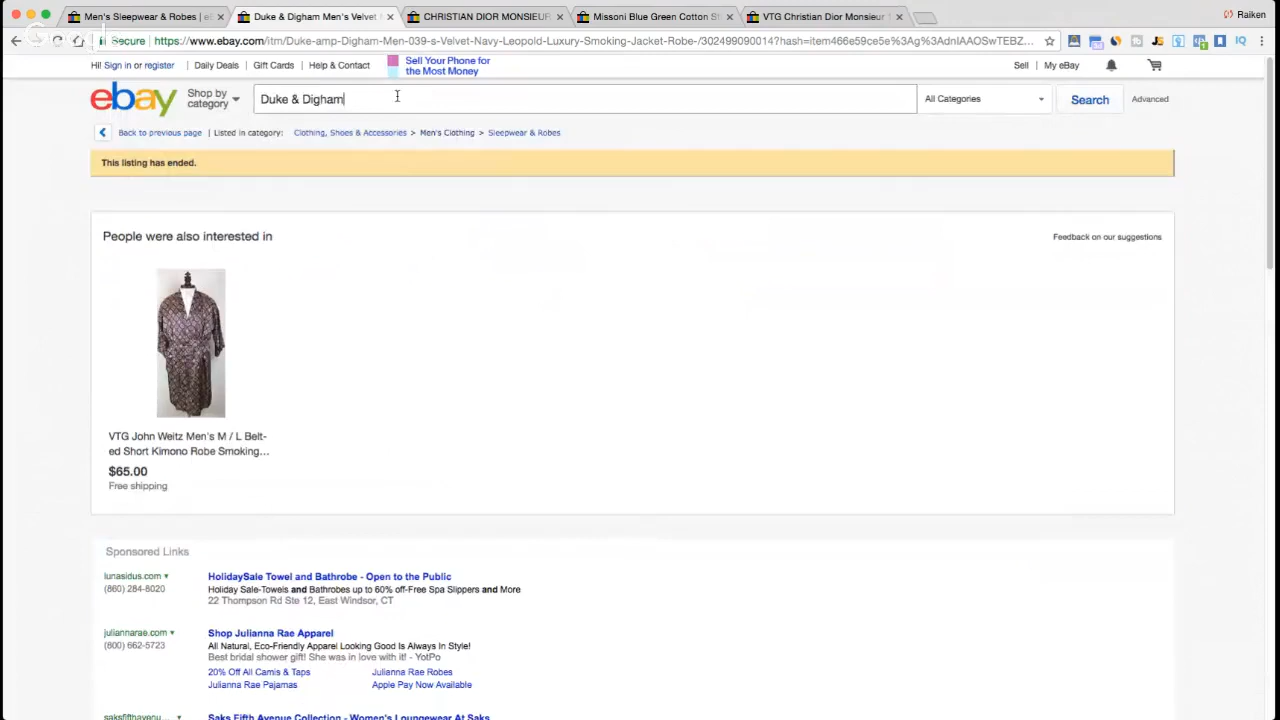 Men's Sleepwear & Robes | e
Duke & Digham Men's Velvet
CHRISTIAN DIOR MONSIEUR
Missoni Blue Green Cotton St
VTG Christian Dior Monsieur
Raiken
Secure
https://www.ebay.com/itm/Duke-amp-Digham-Men-039-s-Velvet-Navy-Leopold-Luxury-Smoking-Jacket-Robe-/302499090014?hash=item466e59ce5e%3Ag%3AdnIAAOSwTEBZ...
Hi! Sign in or register
Daily Deals
Gift Cards
Help & Contact
Sell Your Phone for
the Most Money
Sell
My eBay
ebay
Shop by
category
Duke & Digham
All Categories
Search
Advanced
Back to previous page | Listed in category: Clothing, Shoes & Accessories > Men's Clothing > Sleepwear & Robes
This listing has ended.
People were also interested in
Feedback on our suggestions
VTG John Weitz Men's M / L Belt-
ed Short Kimono Robe Smoking...
$65.00
Free shipping
Sponsored Links
lunasidus.com
(860) 284-8020
HolidaySale Towel and Bathrobe - Open to the Public
Holiday Sale-Towels and Bathrobes up to 60% off-Free Spa Slippers and More
22 Thompson Rd Ste 12, East Windsor, CT
juliannarae.com
(800) 662-5723
Shop Julianna Rae Apparel
All Natural, Eco-Friendly Apparel Looking Good Is Always In Style!
Best bridal shower gift! She was in love with it! - YotPo
20% Off All Camis & Taps
Julianna Rae Robes
Julianna Rae Pajamas
Apple Pay Now Available
saksfifthavenu...
Saks Fifth Avenue Collection - Women's Loungewear At Saks